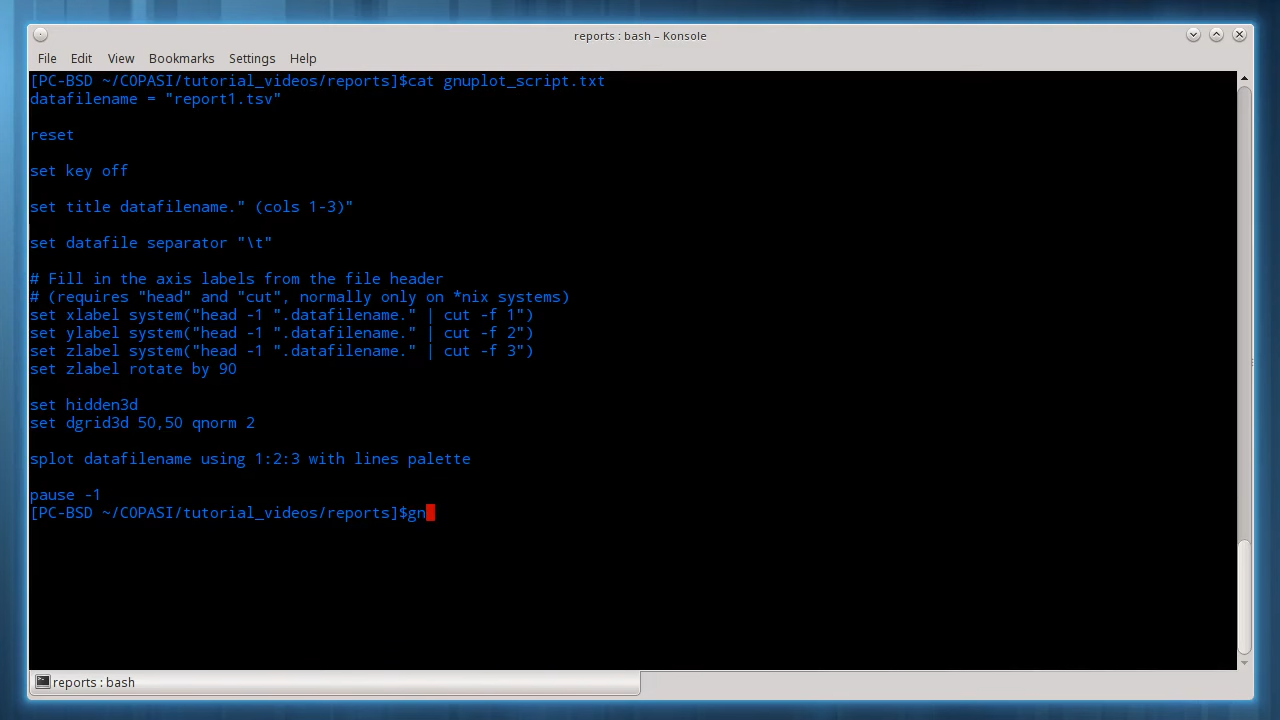 reports : bash – Konsole
File Edit View Bookmarks Settings Help
[PC-BSD ~/COPASI/tutorial_videos/reports]$cat gnuplot_script.txt
datafilename = "report1.tsv"
reset
set key off
set title datafilename." (cols 1-3)"
set datafile separator "\t"
# Fill in the axis labels from the file header
# (requires "head" and "cut", normally only on *nix systems)
set xlabel system("head -1 ".datafilename." | cut -f 1")
set ylabel system("head -1 ".datafilename." | cut -f 2")
set zlabel system("head -1 ".datafilename." | cut -f 3")
set zlabel rotate by 90
set hidden3d
set dgrid3d 50,50 qnorm 2
splot datafilename using 1:2:3 with lines palette
pause -1
[PC-BSD ~/COPASI/tutorial_videos/reports]$gn
reports : bash